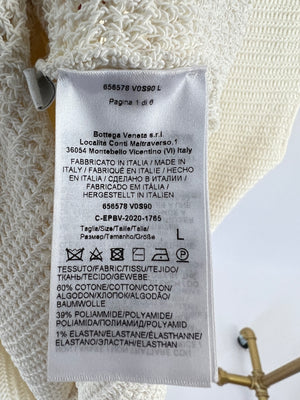 656578 V0S90 L
Pagina 1 di 6
Bottega Veneta s.r.l.
Località Conti Maltraverso,1
36054 Montebello Vicentino (VI) Italy
FABBRICATO IN ITALIA / MADE IN
ITALY / FABRIQUÉ EN ITALIE / HECHO
EN ITALIA / СДЕЛАНО В ИТАЛИИ /
FABRICADO EM ITÁLIA /
HERGESTELLT IN ITALIEN
656578 V0S90
C-EPBV-2020-1765
Taglia/Size/Taille/Talla/
Размер/Tamanho/Größe/
L
TESSUTO/FABRIC/TISSU/TEJIDO/
ТКАНЬ/TECIDO/GEWEBE.
60% COTONE/COTTON/COTON/
ALGODÓN/ХЛОПОК/ALGODÃO/
BAUMWOLLE
39% POLIAMMIDE/POLYAMIDE/
POLIAMIDA/ПОЛИАМИД/POLYAMID
1% ELASTAN/ELASTANE/ÉLASTHANNE/
ELASTANO/ЭЛАСТАН/ELASTHAN